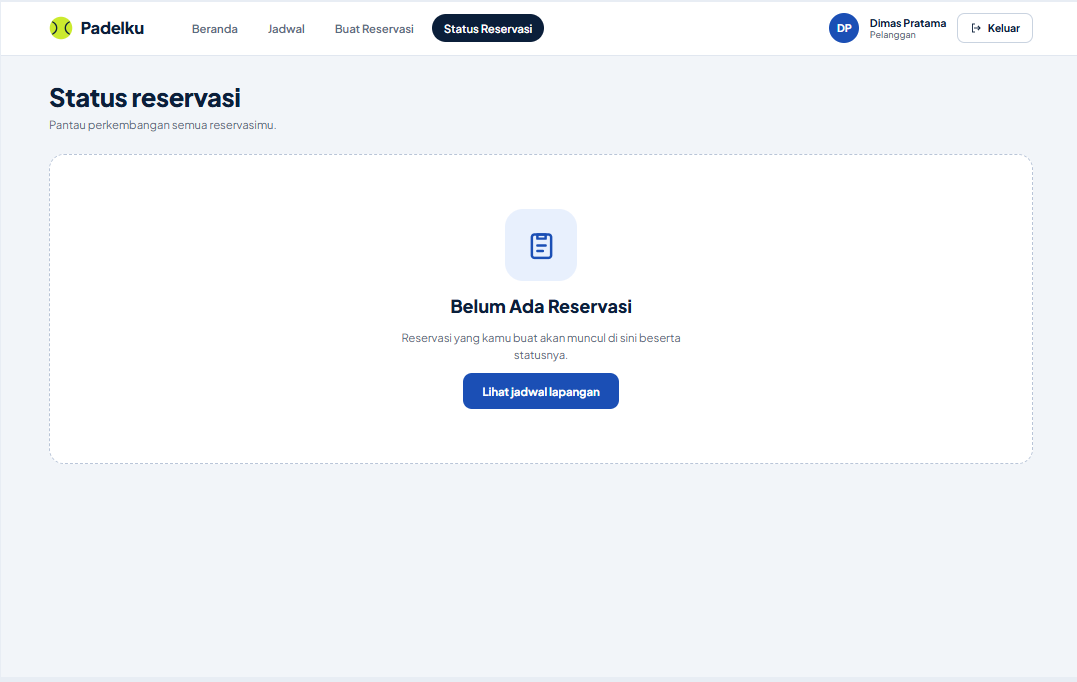 Padelku
Beranda
Jadwal
Buat Reservasi
Status Reservasi
DP
Dimas Pratama
Pelanggan
Keluar
Status reservasi
Pantau perkembangan semua reservasimu.
Belum Ada Reservasi
Reservasi yang kamu buat akan muncul di sini beserta
statusnya.
Lihat jadwal lapangan